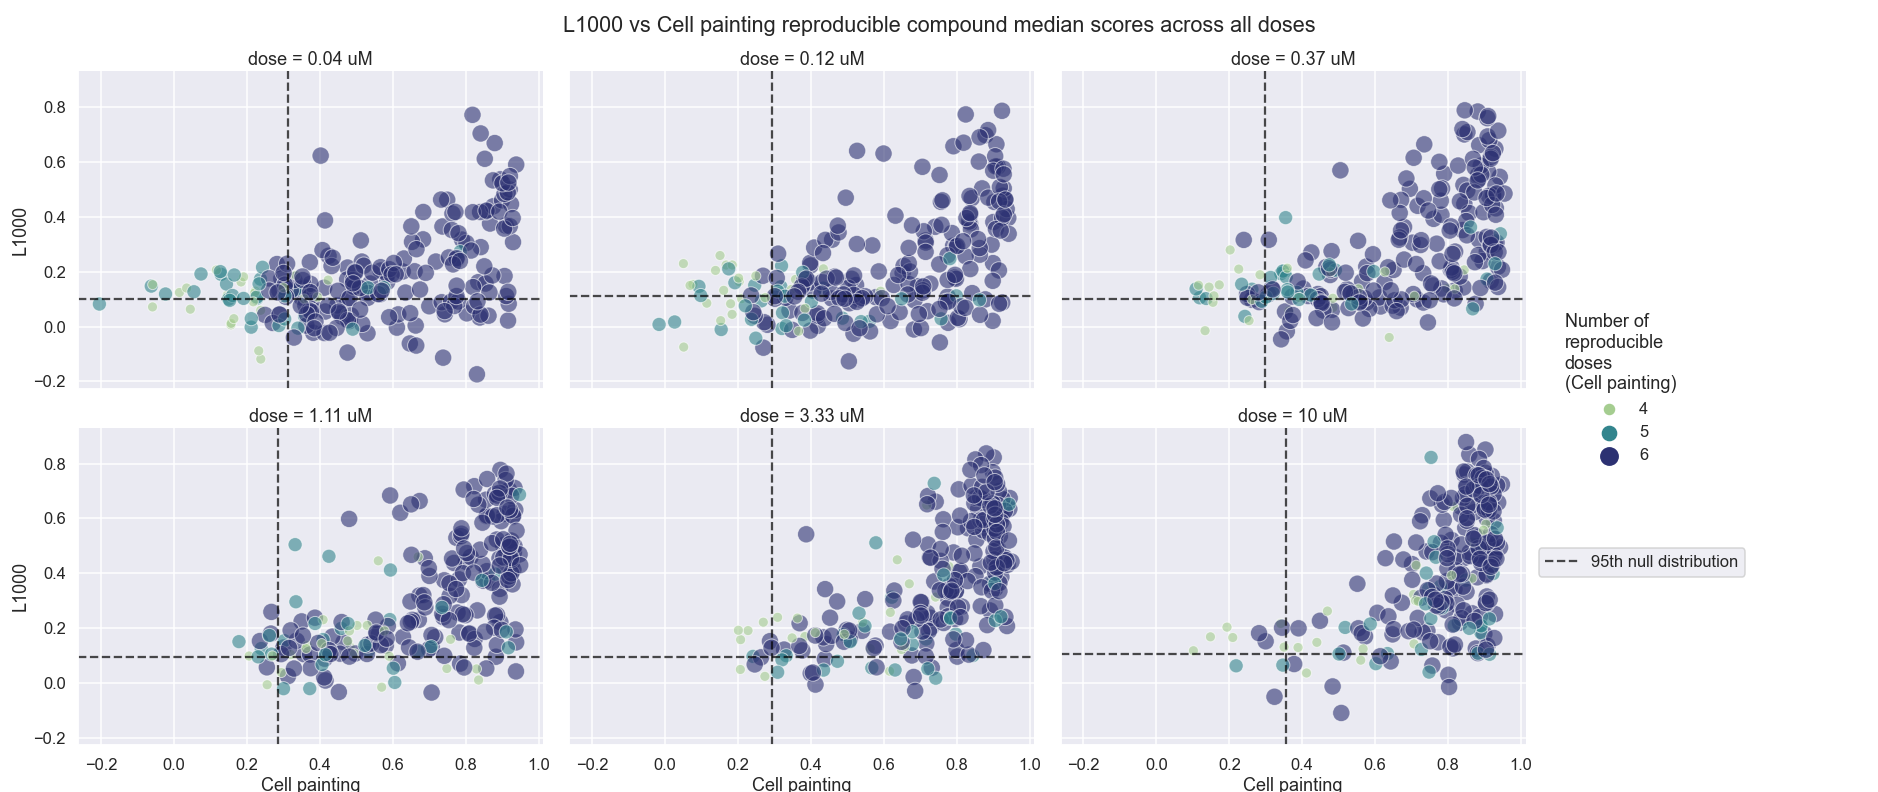 L1000 vs Cell painting reproducible compound median scores across all doses
dose = 0.04 uM
dose = 0.12 uM
dose = 0.37 uM
0.8
0.6
0.4
0.2
0.0
−0.2
L1000
dose = 1.11 uM
dose = 3.33 uM
dose = 10 uM
0.8
0.6
0.4
0.2
0.0
−0.2
L1000
−0.2 0.0 0.2 0.4 0.6 0.8 1.0
−0.2 0.0 0.2 0.4 0.6 0.8 1.0
−0.2 0.0 0.2 0.4 0.6 0.8 1.0
Cell painting
Cell painting
Cell painting
Number of
reproducible
doses
(Cell painting)
4
5
6
95th null distribution